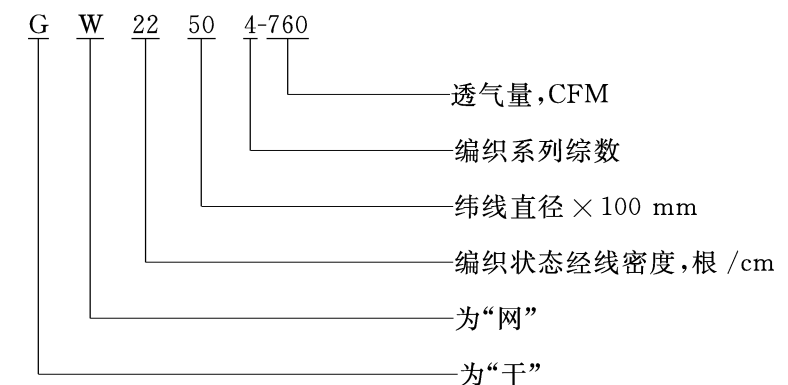 G W 22 50 4-760
透气量,CFM
编织系列综数
纬线直径×100 mm
编织状态经线密度,根/cm
为“网”
为“干”